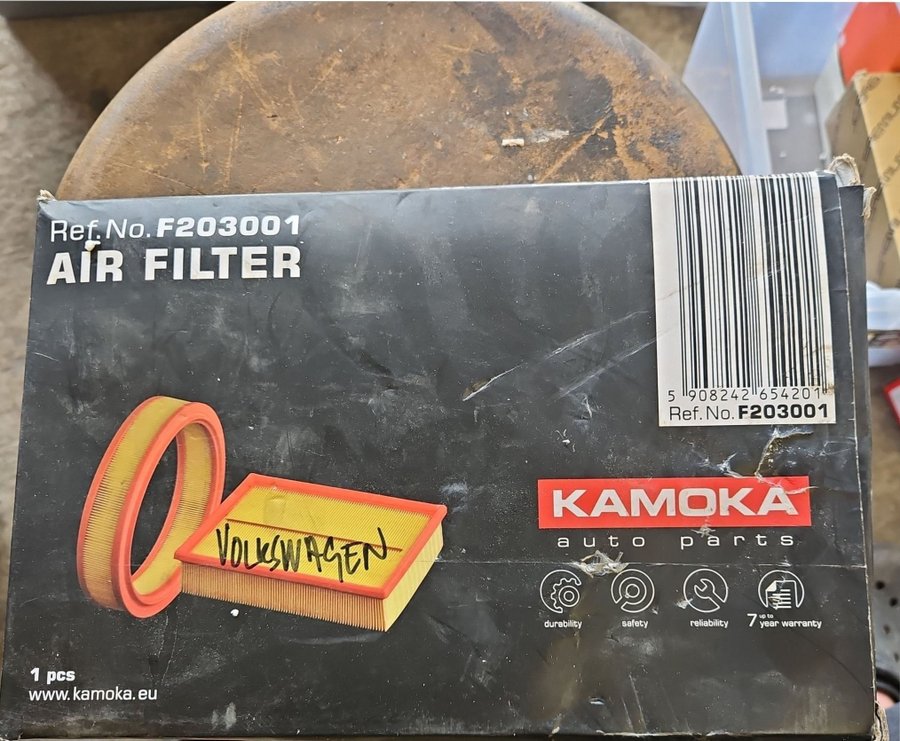 Ref. No. F203001
AIR FILTER
5 908242 654201
Ref. No. F203001
VOLKSWAGEN
KAMOKA
auto parts
durability
safety
reliability
7 up to year warranty
1 pcs
www.kamoka.eu